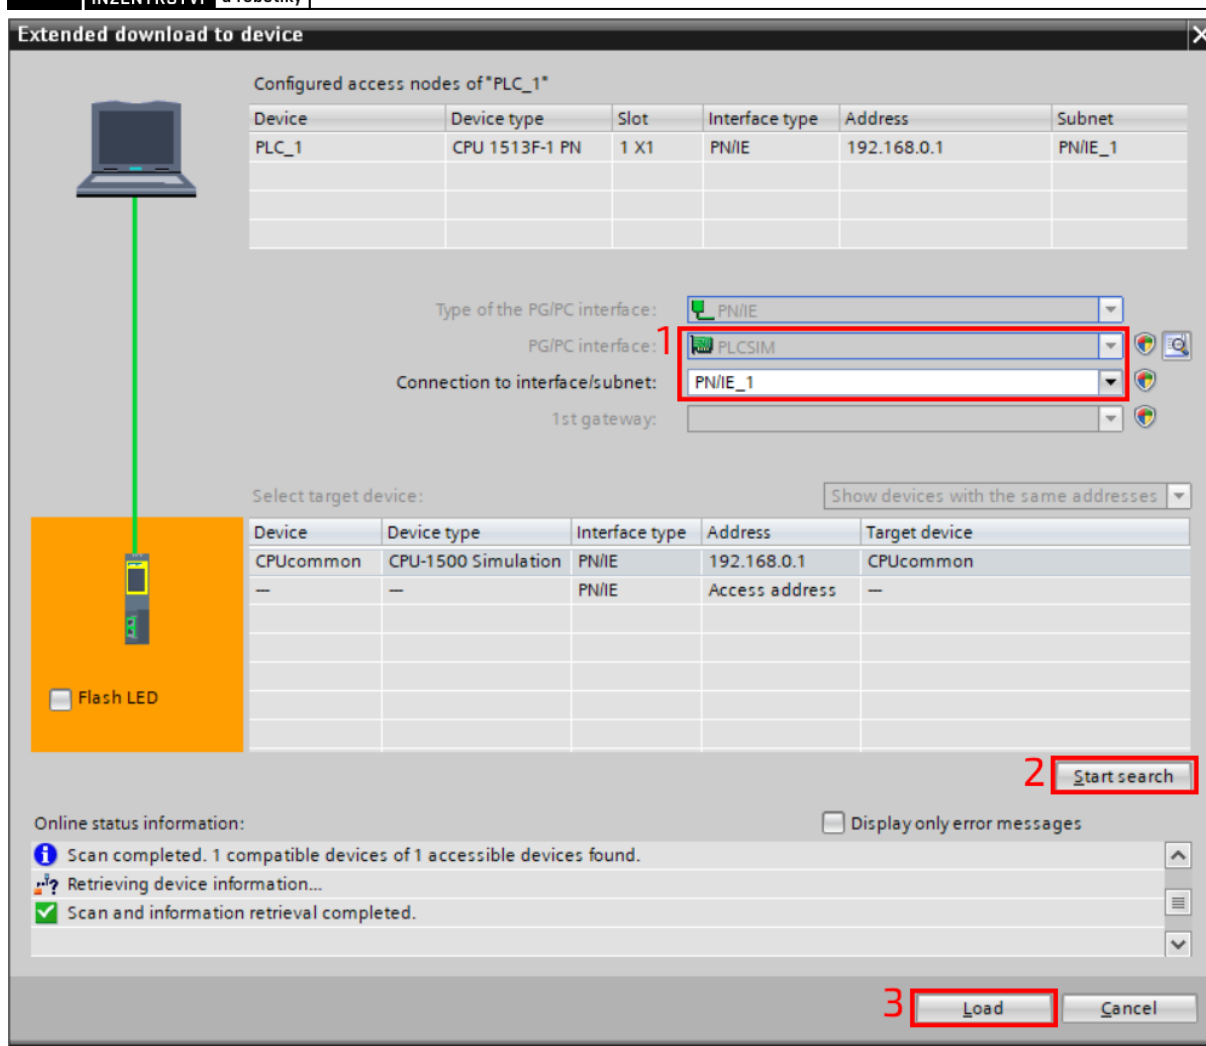 INŽENÝRSTVÍ a robotiky
Extended download to device
Configured access nodes of "PLC_1"
Device Device type Slot Interface type Address Subnet
PLC_1 CPU 1513F-1 PN 1 X1 PN/IE 192.168.0.1 PN/IE_1
Type of the PG/PC interface: PN/IE
1 PG/PC interface: PLCSIM
Connection to interface/subnet: PN/IE_1
1st gateway:
Select target device: Show devices with the same addresses
Device Device type Interface type Address Target device
CPUcommon CPU-1500 Simulation PN/IE 192.168.0.1 CPUcommon
— — PN/IE Access address —
Flash LED
2 Start search
Online status information: Display only error messages
Scan completed. 1 compatible devices of 1 accessible devices found.
Retrieving device information...
Scan and information retrieval completed.
3 Load Cancel